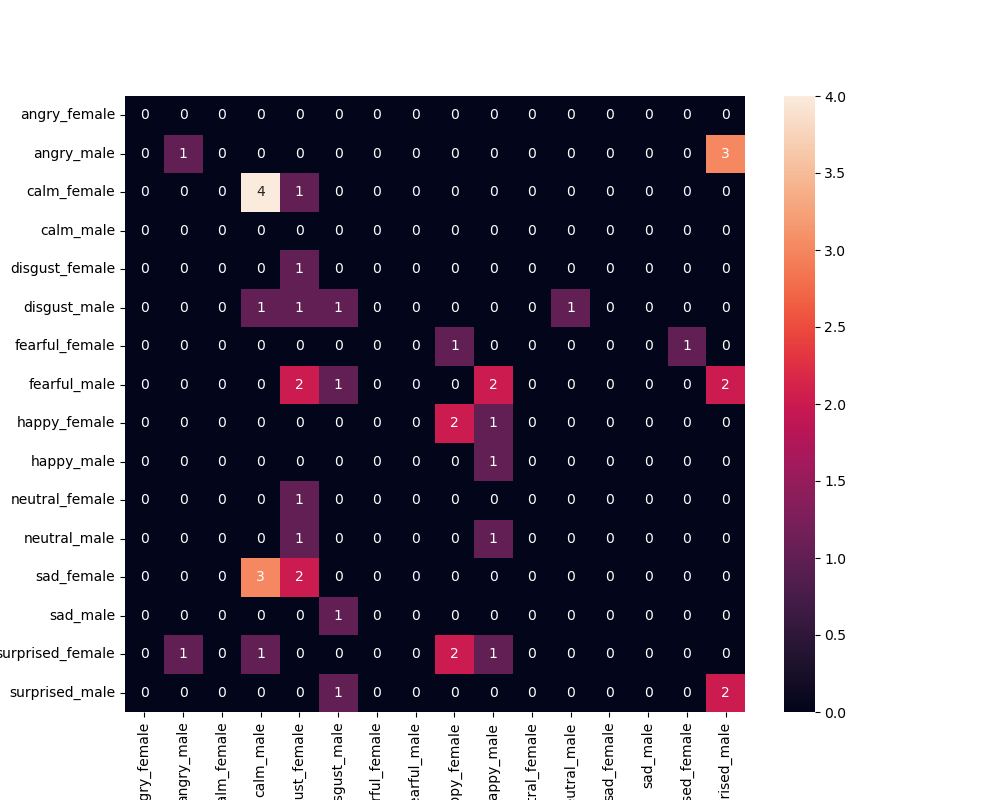 angry_female 0 0 0 0 0 0 0 0 0 0 0 0 0 0 0 0
angry_male 0 1 0 0 0 0 0 0 0 0 0 0 0 0 0 3
calm_female 0 0 0 4 1 0 0 0 0 0 0 0 0 0 0 0
calm_male 0 0 0 0 0 0 0 0 0 0 0 0 0 0 0 0
disgust_female 0 0 0 0 1 0 0 0 0 0 0 0 0 0 0 0
disgust_male 0 0 0 1 1 1 0 0 0 0 0 1 0 0 0 0
fearful_female 0 0 0 0 0 0 0 0 1 0 0 0 0 0 1 0
fearful_male 0 0 0 0 2 1 0 0 0 2 0 0 0 0 0 2
happy_female 0 0 0 0 0 0 0 0 2 1 0 0 0 0 0 0
happy_male 0 0 0 0 0 0 0 0 0 1 0 0 0 0 0 0
neutral_female 0 0 0 0 1 0 0 0 0 0 0 0 0 0 0 0
neutral_male 0 0 0 0 1 0 0 0 0 1 0 0 0 0 0 0
sad_female 0 0 0 3 2 0 0 0 0 0 0 0 0 0 0 0
sad_male 0 0 0 0 0 1 0 0 0 0 0 0 0 0 0 0
surprised_female 0 1 0 1 0 0 0 0 2 1 0 0 0 0 0 0
surprised_male 0 0 0 0 0 1 0 0 0 0 0 0 0 0 0 2
gry_female
angry_male
alm_female
calm_male
ust_female
sgust_male
rful_female
earful_male
ppy_female
appy_male
tral_female
utral_male
sad_female
sad_male
sed_female
rised_male
4.0
3.5
3.0
2.5
2.0
1.5
1.0
0.5
0.0